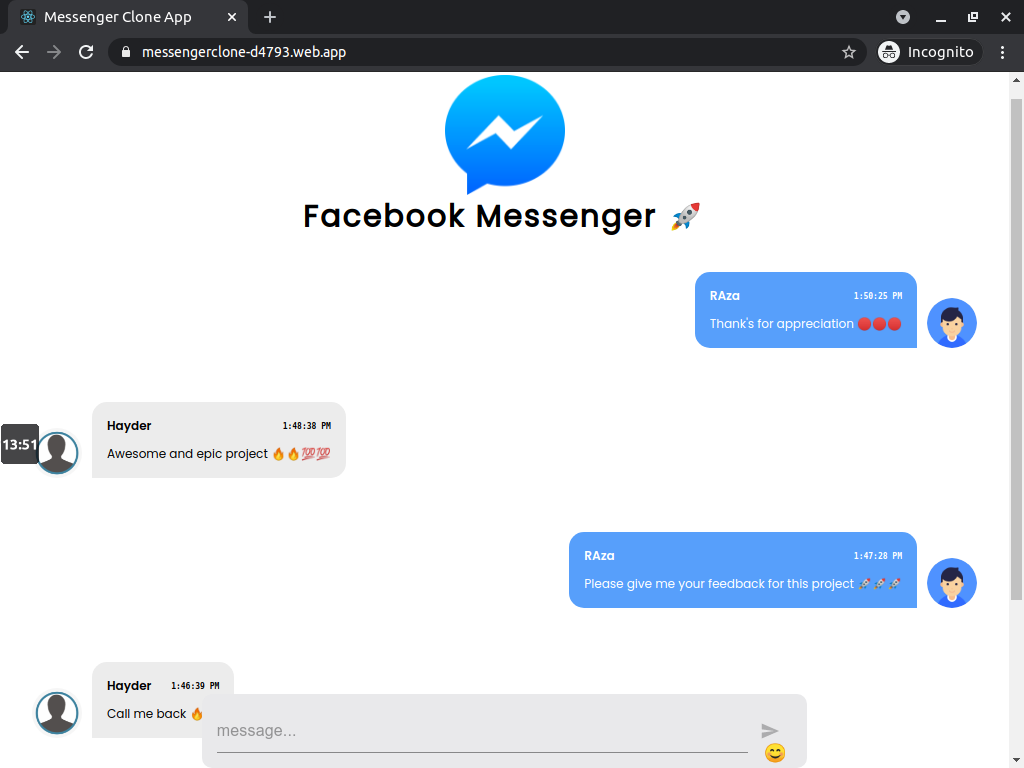 Messenger Clone App
messengerclone-d4793.web.app
Incognito
Facebook Messenger 🚀
RAza 1:50:25 PM
Thank's for appreciation 🔴🔴🔴
Hayder 1:48:38 PM
13:51
Awesome and epic project 🔥🔥💯💯
RAza 1:47:28 PM
Please give me your feedback for this project 🚀🚀🚀
Hayder 1:46:39 PM
Call me back 🔥
message...